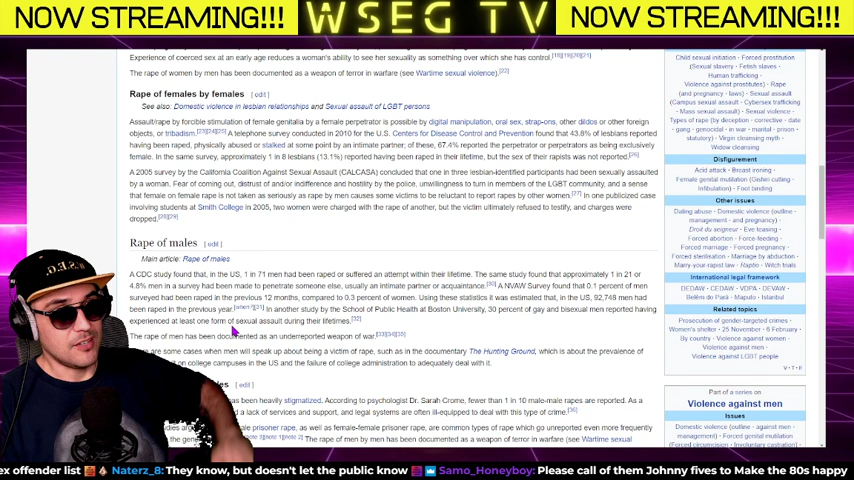 NOW STREAMING!!! WSEG TV NOW STREAMING!!!
Experience of coerced sex at an early age reduces a woman's ability to see her sexuality as something over which she has control.[18][19][20][21]
The rape of women by men has been documented as a weapon of terror in warfare (see Wartime sexual violence).[22]
Rape of females by females [ edit ]
See also: Domestic violence in lesbian relationships and Sexual assault of LGBT persons
Assault/rape by forcible stimulation of female genitalia by a female perpetrator is possible by digital manipulation, oral sex, strap-ons, other dildos or other foreign
objects, or tribadism.[23][24][25] A telephone survey conducted in 2010 for the U.S. Centers for Disease Control and Prevention found that 43.8% of lesbians reported
having been raped, physically abused or stalked at some point by an intimate partner; of these, 67.4% reported the perpetrator or perpetrators as being exclusively
female. In the same survey, approximately 1 in 8 lesbians (13.1%) reported having been raped in their lifetime, but the sex of their rapists was not reported.[26]
A 2005 survey by the California Coalition Against Sexual Assault (CALCASA) concluded that one in three lesbian-identified participants had been sexually assaulted
by a woman. Fear of coming out, distrust of and/or indifference and hostility by the police, unwillingness to turn in members of the LGBT community, and a sense
that female on female rape is not taken as seriously as rape by men causes some victims to be reluctant to report rapes by other women.[27] In one publicized case
involving students at Smith College in 2005, two women were charged with the rape of another, but the victim ultimately refused to testify, and charges were
dropped.[28][29]
Rape of males [ edit ]
Main article: Rape of males
A CDC study found that, in the US, 1 in 71 men had been raped or suffered an attempt within their lifetime. The same study found that approximately 1 in 21 or
4.8% men in a survey had been made to penetrate someone else, usually an intimate partner or acquaintance.[30] A NVAW Survey found that 0.1 percent of men
surveyed had been raped in the previous 12 months, compared to 0.3 percent of women. Using these statistics it was estimated that, in the US, 92,748 men had
been raped in the previous year.[when?][31] In another study by the School of Public Health at Boston University, 30 percent of gay and bisexual men reported having
experienced at least one form of sexual assault during their lifetimes.[32]
The rape of men has been documented as an underreported weapon of war.[33][34][35]
are some cases when men will speak up about being a victim of rape, such as in the documentary The Hunting Ground, which is about the prevalence of
on college campuses in the US and the failure of college administration to adequately deal with it.
[ edit ]
has been heavily stigmatized. According to psychologist Dr. Sarah Crome, fewer than 1 in 10 male-male rapes are reported. As a
a lack of services and support, and legal systems are often ill-equipped to deal with this type of crime.[36]
prisoner rape, as well as female-female prisoner rape, are common types of rape which go unreported even more frequently
The rape of men by men has been documented as a weapon of terror in warfare (see Wartime sexual
Child sexual initiation · Forced prostitution
(Sexual slavery · Fetish slaves ·
Human trafficking ·
Violence against prostitutes) · Rape
(and pregnancy · laws) · Sexual assault
(Campus sexual assault · Cybersex trafficking
· Mass sexual assault) · Sexual violence ·
Types of rape (by deception · corrective · date
· gang · genocidal · in war · marital · prison ·
statutory) · Virgin cleansing myth ·
Widow cleansing
Disfigurement
Acid attack · Breast ironing ·
Female genital mutilation (Gishiri cutting ·
Infibulation) · Foot binding
Other issues
Dating abuse · Domestic violence (outline ·
management · and pregnancy) ·
Droit du seigneur · Eve teasing ·
Forced abortion · Force-feeding ·
Forced marriage · Forced pregnancy ·
Forced sterilisation · Marriage by abduction ·
Marry-your-rapist law · Raptio · Witch trials
International legal framework
DEDAW · CEDAW · VDPA · DEVAW ·
Belém do Pará · Maputo · Istanbul
Related topics
Prosecution of gender-targeted crimes ·
Women's shelter · 25 November · 6 February ·
By country · Violence against women ·
Violence against men ·
Violence against LGBT people
V · T · E
Part of a series on
Violence against men
Issues
Domestic violence (outline · against men ·
management) · Forced genital mutilation ·
(Forced circumcision · Involuntary castration) ·
W.S.E.G.
ex offender list Naterz_8: They know, but doesn't let the public know Samo_Honeyboy: Please call of them Johnny fives to Make the 80s happy